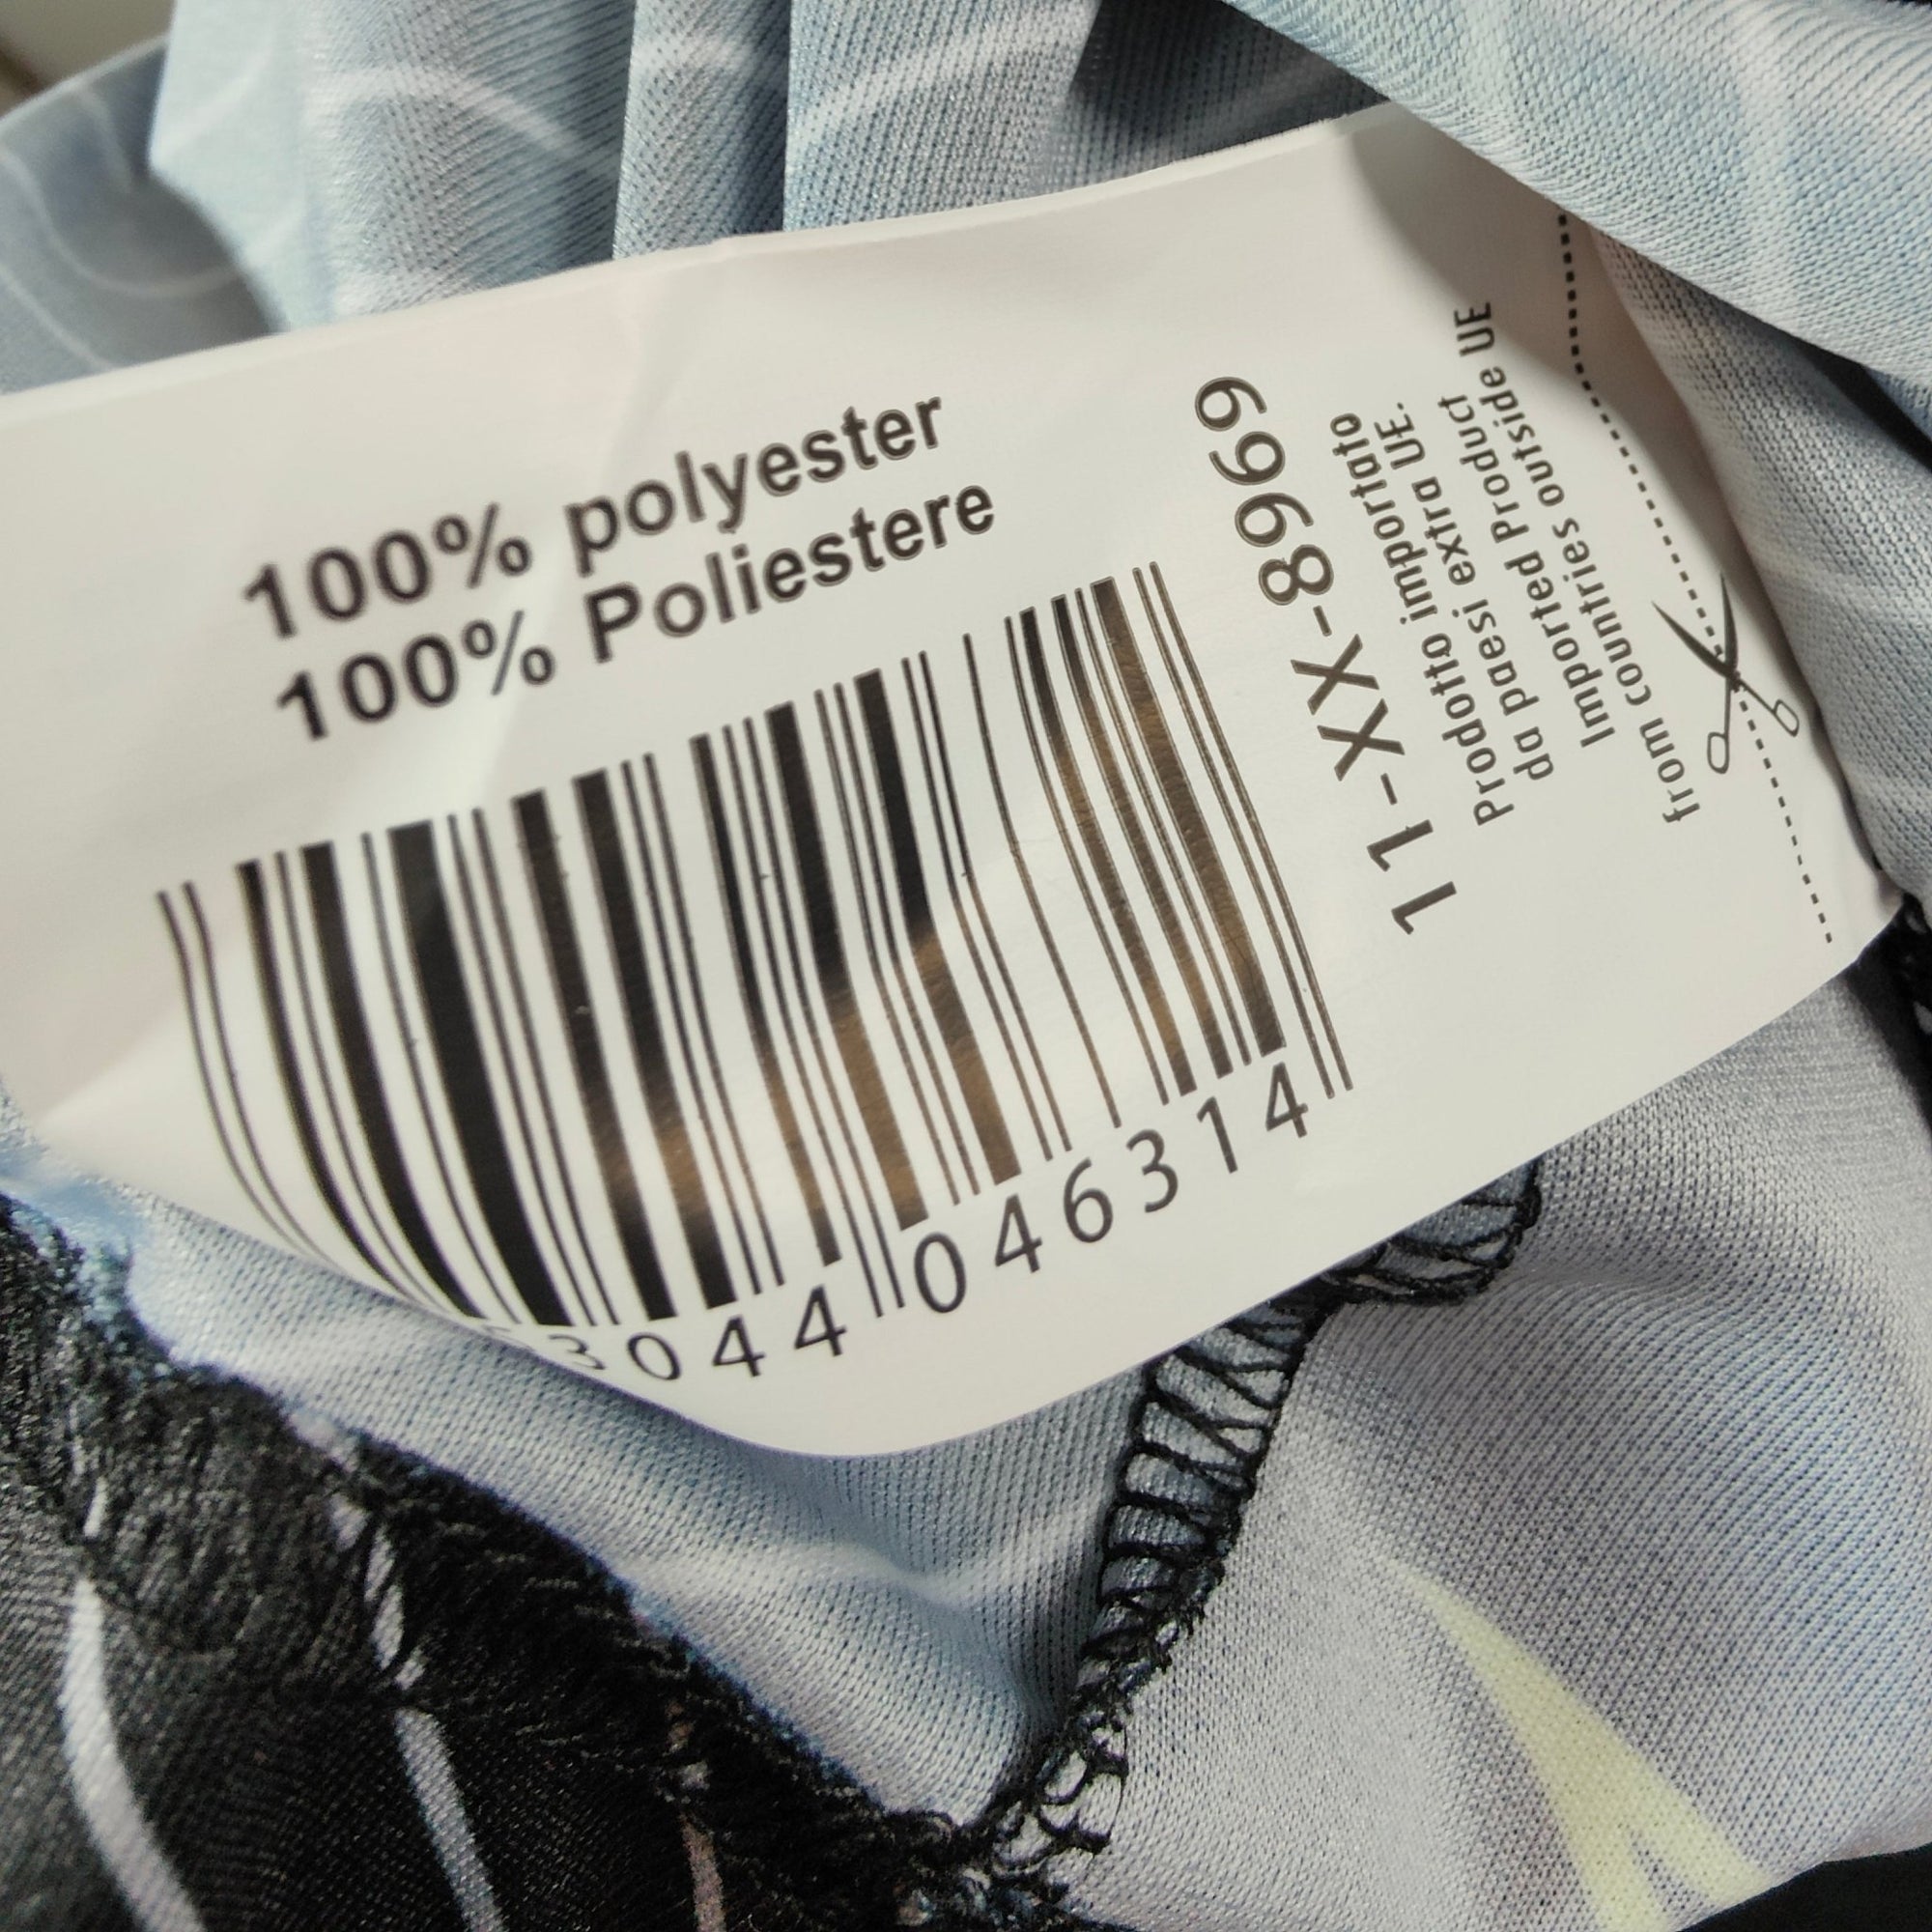 100% polyester
100% Poliestere
3044 046314
11-XX-8969
Prodotto importato
da paesi extra UE.
Imported Product
from countries outside UE